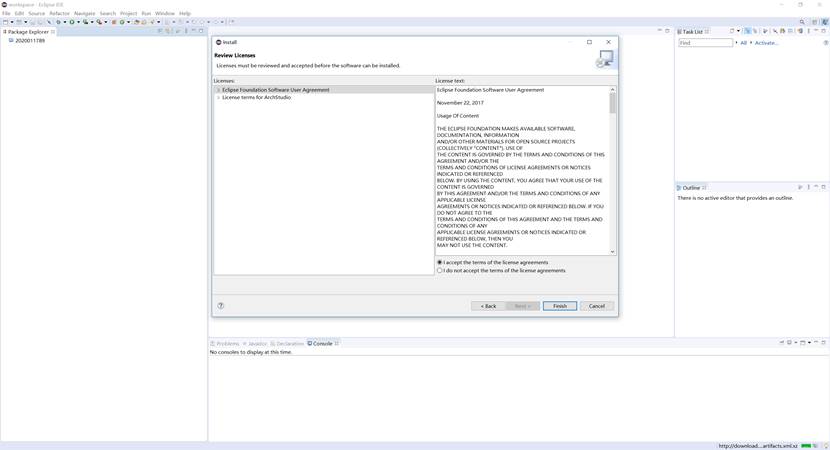 workspace - Eclipse IDE
File Edit Source Refactor Navigate Search Project Run Window Help
Package Explorer
2020011789
Install
Review Licenses
Licenses must be reviewed and accepted before the software can be installed.
Licenses:
Eclipse Foundation Software User Agreement
License terms for ArchStudio
License text:
Eclipse Foundation Software User Agreement
November 22, 2017
Usage Of Content
THE ECLIPSE FOUNDATION MAKES AVAILABLE SOFTWARE,
DOCUMENTATION, INFORMATION
AND/OR OTHER MATERIALS FOR OPEN SOURCE PROJECTS
(COLLECTIVELY "CONTENT"). USE OF
THE CONTENT IS GOVERNED BY THE TERMS AND CONDITIONS OF THIS
AGREEMENT AND/OR THE
TERMS AND CONDITIONS OF LICENSE AGREEMENTS OR NOTICES
INDICATED OR REFERENCED
BELOW. BY USING THE CONTENT, YOU AGREE THAT YOUR USE OF THE
CONTENT IS GOVERNED
BY THIS AGREEMENT AND/OR THE TERMS AND CONDITIONS OF ANY
APPLICABLE LICENSE
AGREEMENTS OR NOTICES INDICATED OR REFERENCED BELOW. IF YOU
DO NOT AGREE TO THE
TERMS AND CONDITIONS OF THIS AGREEMENT AND THE TERMS AND
CONDITIONS OF ANY
APPLICABLE LICENSE AGREEMENTS OR NOTICES INDICATED OR
REFERENCED BELOW, THEN YOU
MAY NOT USE THE CONTENT.
I accept the terms of the license agreements
I do not accept the terms of the license agreements
< Back
Next >
Finish
Cancel
Task List
Find
All
Activate...
Outline
There is no active editor that provides an outline.
Problems Javadoc Declaration Console
No consoles to display at this time.
http://download....artifacts.xml.xz